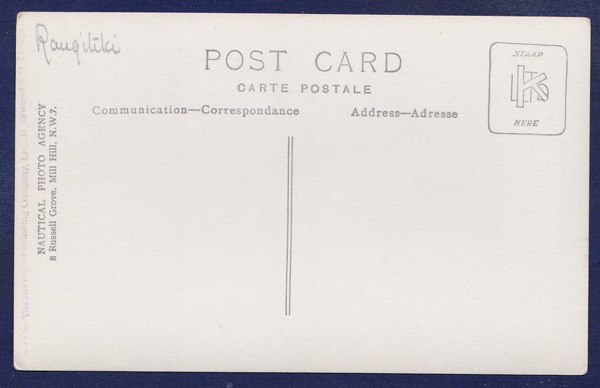 Rangitiki
POST CARD
CARTE POSTALE
Communication—Correspondance
Address—Adresse
STAMP
K
HERE
NAUTICAL PHOTO AGENCY
8 Russell Grove, Mill Hill. N.W.7.